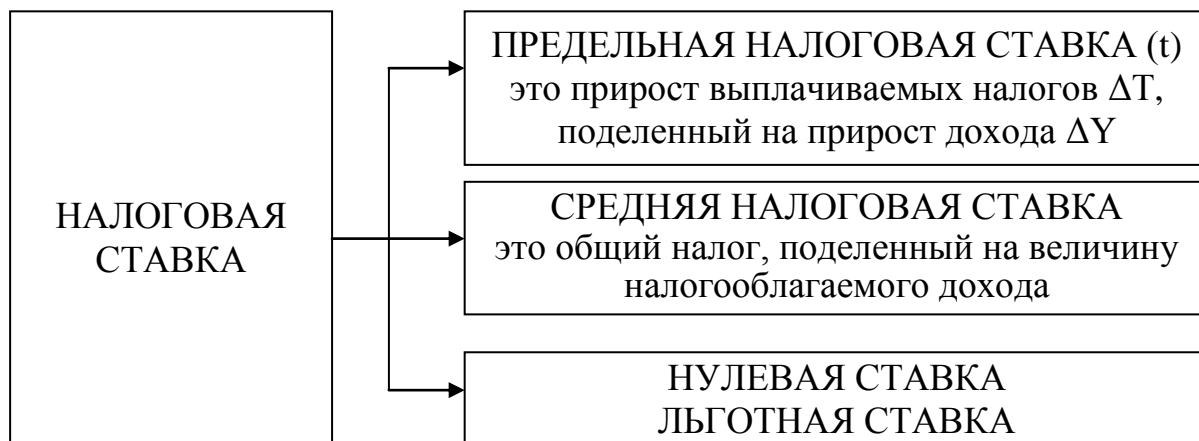 НАЛОГОВАЯ
СТАВКА
ПРЕДЕЛЬНАЯ НАЛОГОВАЯ СТАВКА (t)
это прирост выплачиваемых налогов ΔT,
поделенный на прирост дохода ΔY
СРЕДНЯЯ НАЛОГОВАЯ СТАВКА
это общий налог, поделенный на величину
налогооблагаемого дохода
НУЛЕВАЯ СТАВКА
ЛЬГОТНАЯ СТАВКА